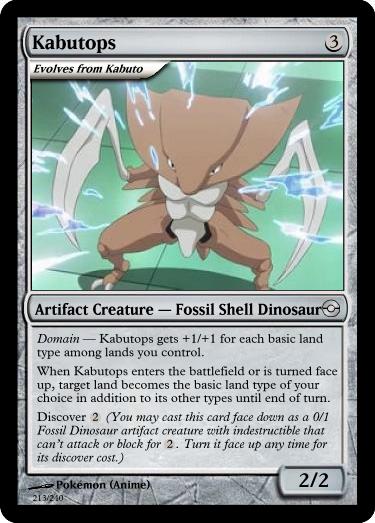 Kabutops 3
Evolves from Kabuto
Artifact Creature — Fossil Shell Dinosaur
Domain — Kabutops gets +1/+1 for each basic land
type among lands you control.
When Kabutops enters the battlefield or is turned face
up, target land becomes the basic land type of your
choice in addition to its other types until end of turn.
Discover 2 (You may cast this card face down as a 0/1
Fossil Dinosaur artifact creature with indestructible that
can't attack or block for 2. Turn it face up any time for
its discover cost.)
2/2
Pokémon (Anime)
213/240